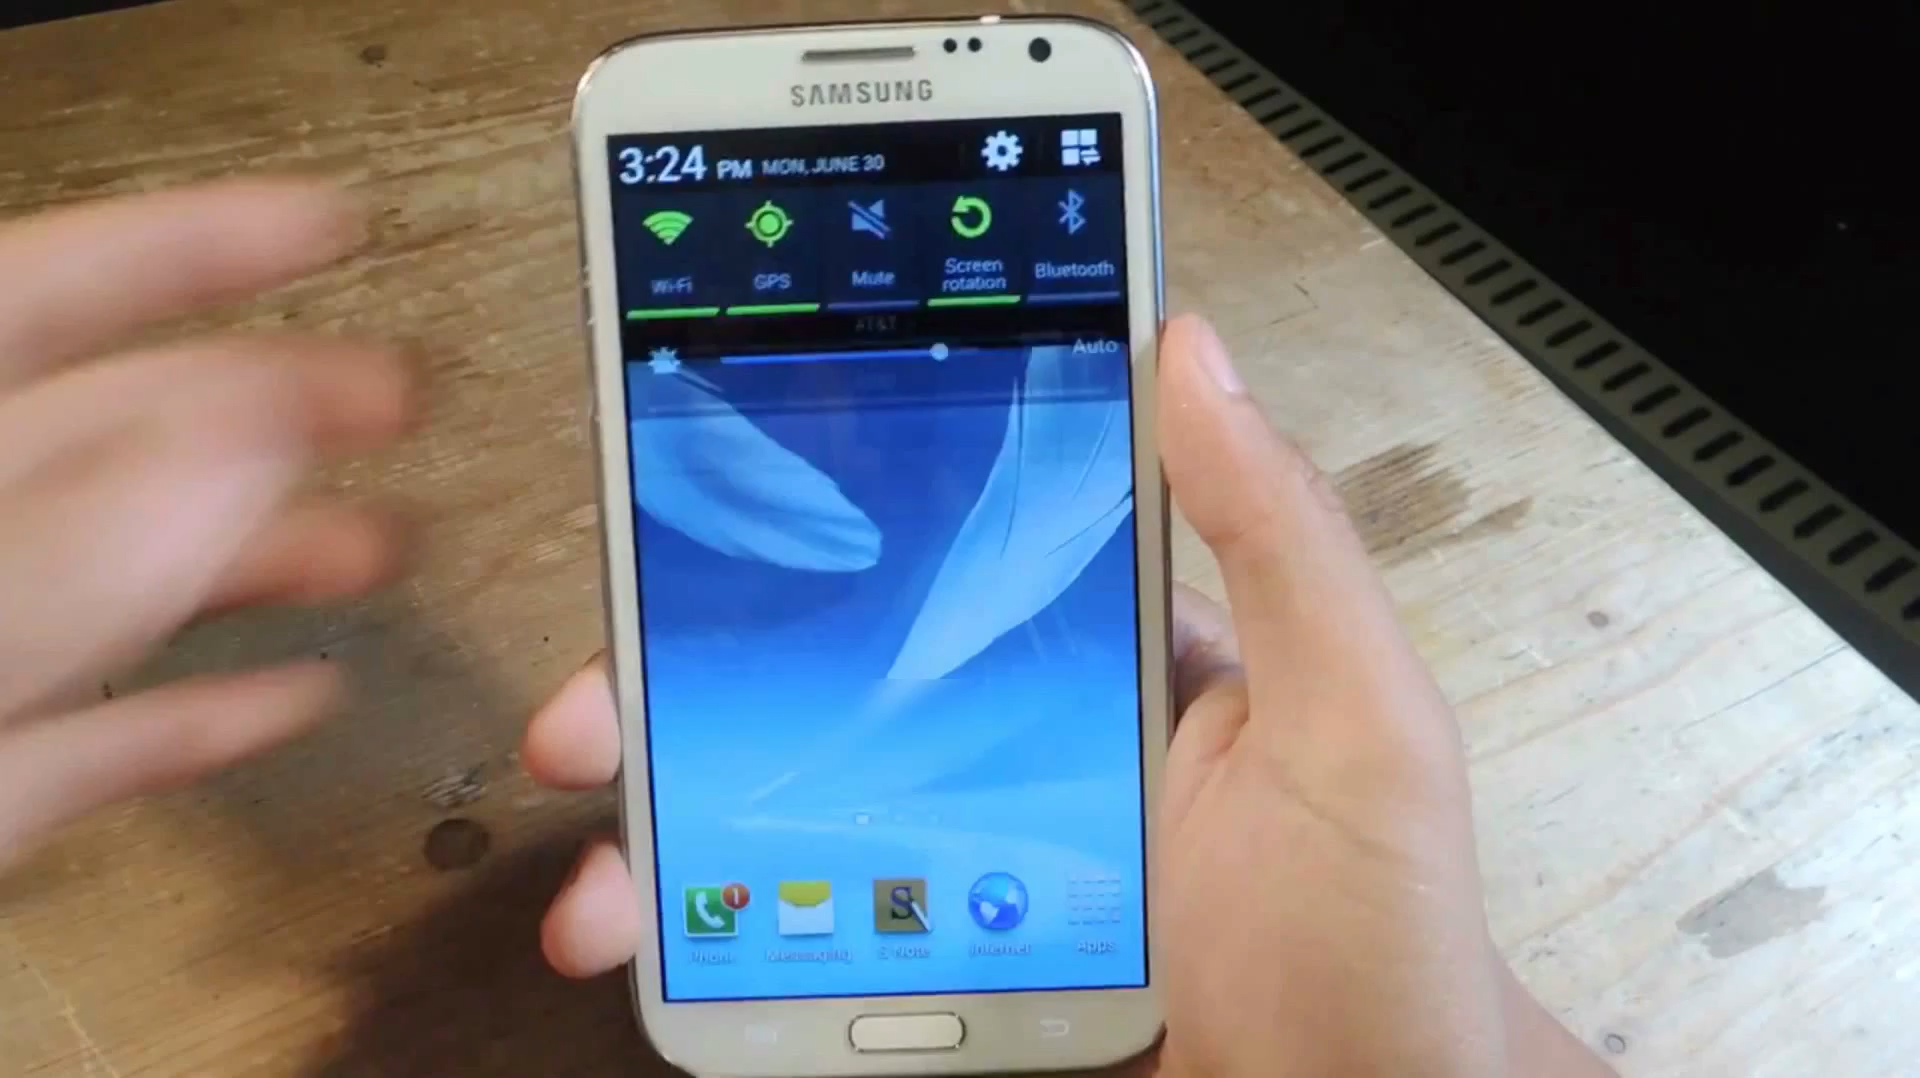 SAMSUNG
3:24 PM MON, JUNE 30
Wi-Fi
GPS
Mute
Screen
rotation
Bluetooth
AT&T
Auto
1
Phone
Messaging
S Note
Internet
Apps